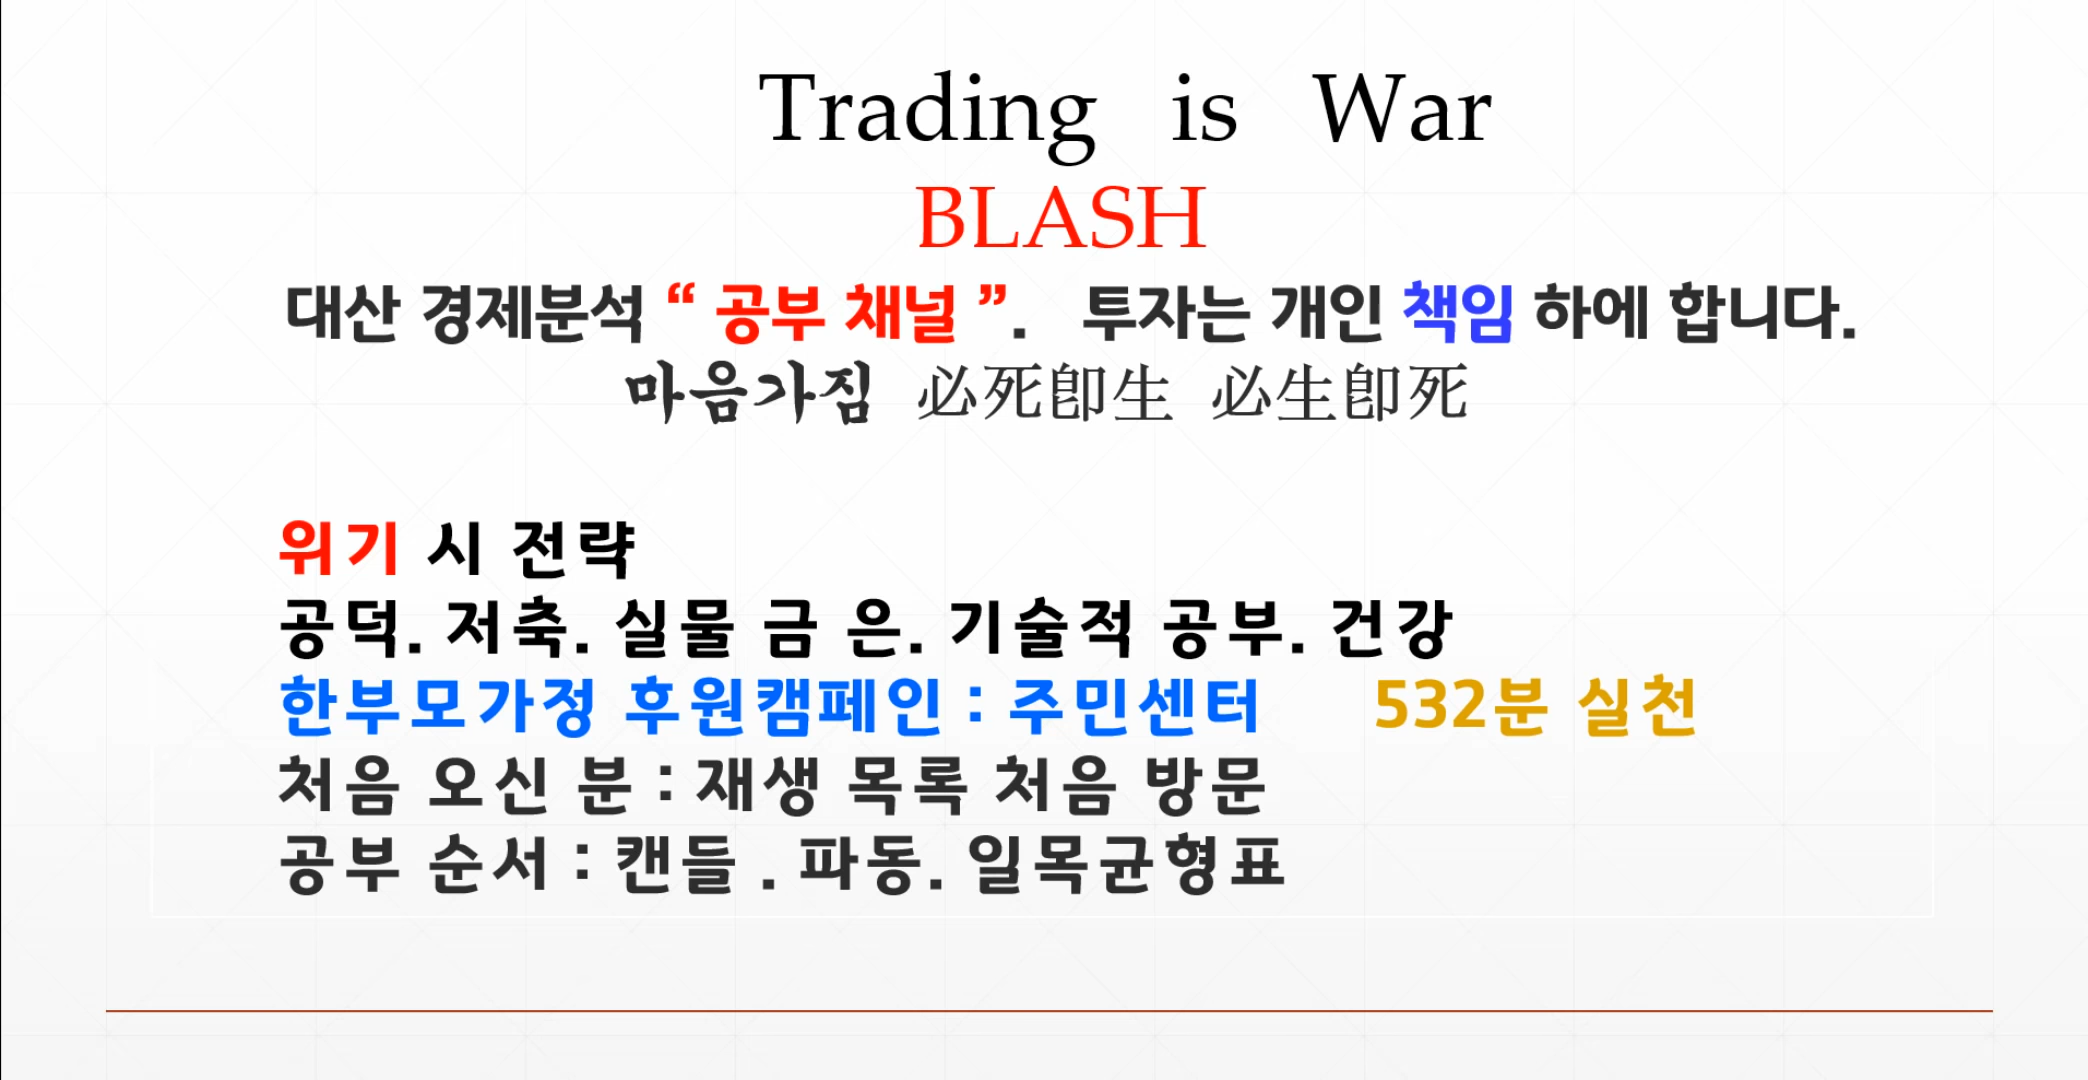 Trading is War
BLASH
대산 경제분석 “ 공부 채널 ”. 투자는 개인 책임 하에 합니다.
마음가짐 必死卽生 必生卽死
위기 시 전략
공덕. 저축. 실물 금 은. 기술적 공부. 건강
한부모가정 후원캠페인 : 주민센터 532분 실천
처음 오신 분 : 재생 목록 처음 방문
공부 순서 : 캔들 . 파동. 일목균형표